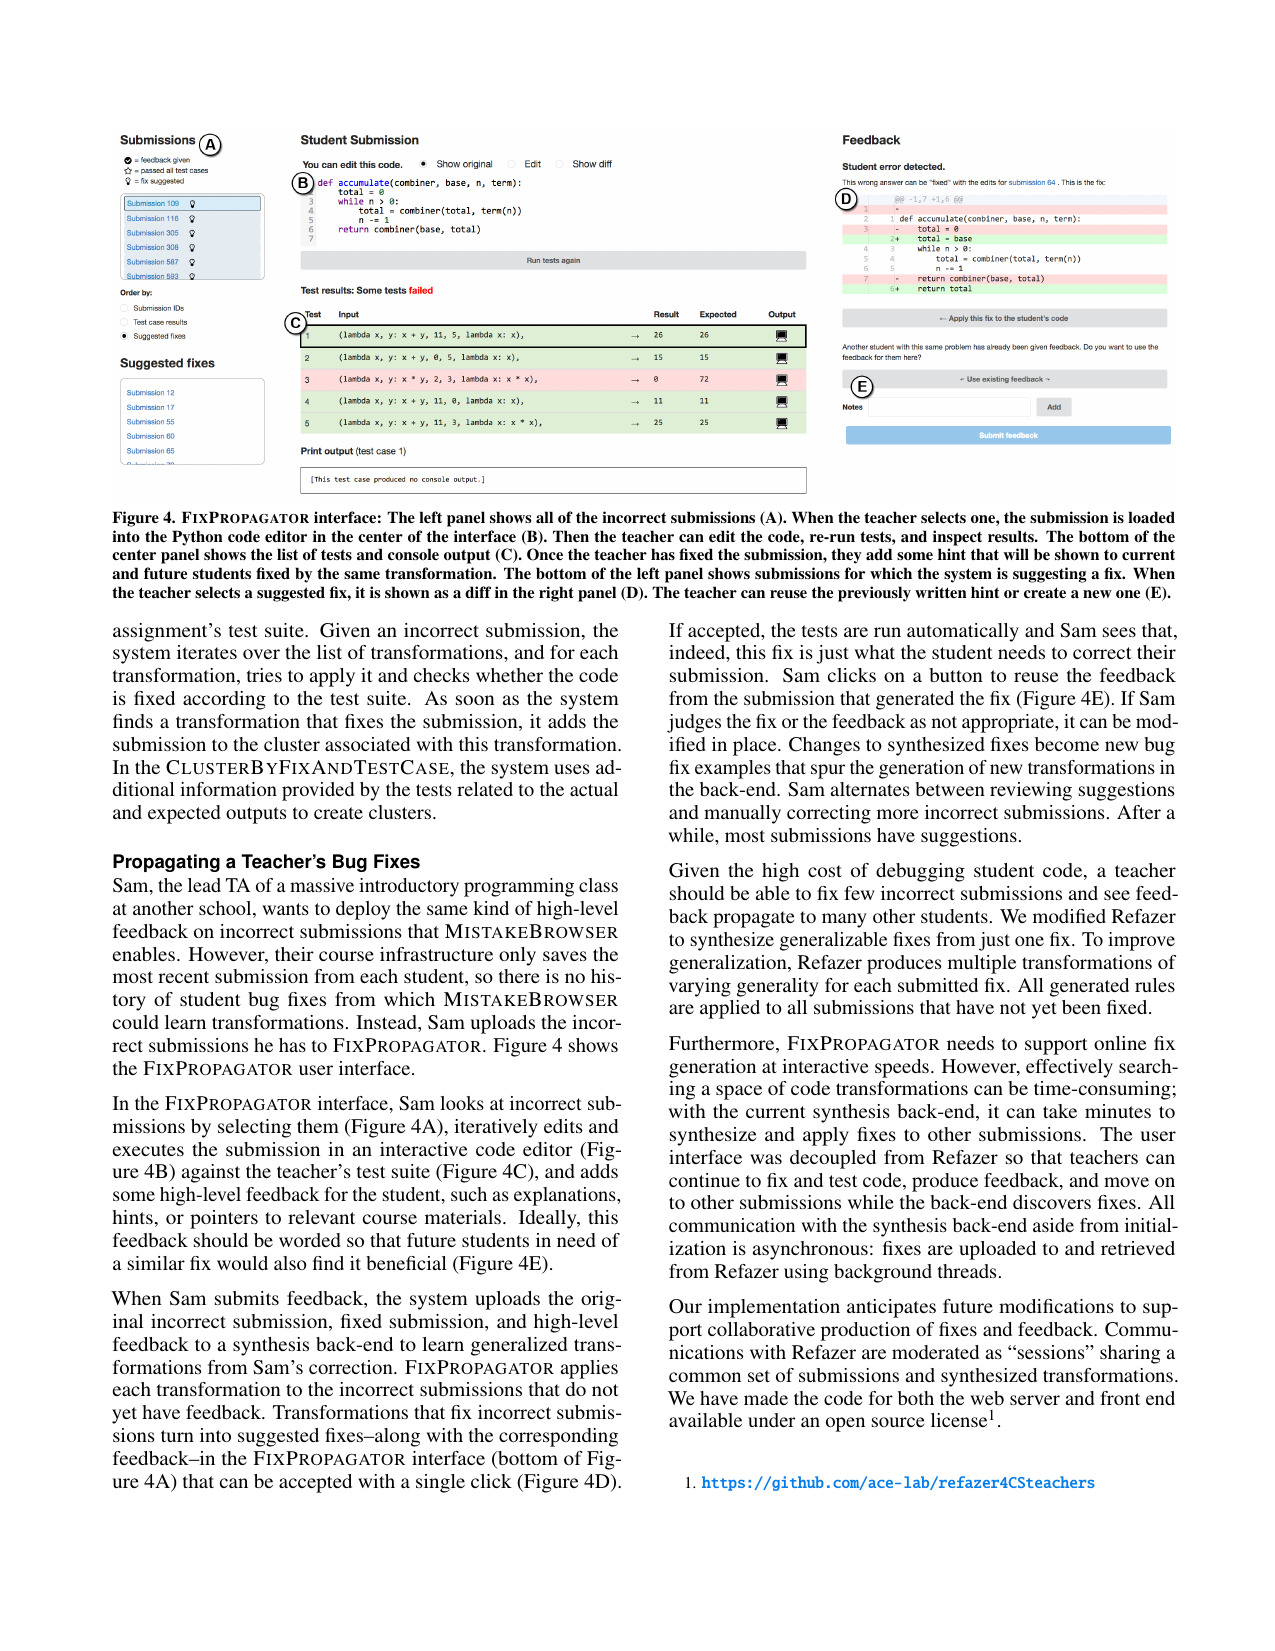 Submissions
A
= feedback given
= passed all test cases
= fix suggested
Submission 109
Submission 116
Submission 305
Submission 308
Submission 587
Submission 593
Order by:
Submission IDs
Test case results
Suggested fixes
Suggested fixes
Submission 12
Submission 17
Submission 55
Submission 60
Submission 65
Student Submission
You can edit this code. Show original Edit Show diff
B
def accumulate(combiner, base, n, term):
total = 0
3 while n > 0:
4 total = combiner(total, term(n))
5 n -= 1
6 return combiner(base, total)
7
Run tests again
Test results: Some tests failed
Test Input Result Expected Output
C
1 (lambda x, y: x + y, 11, 5, lambda x: x), → 26 26
2 (lambda x, y: x + y, 0, 5, lambda x: x), → 15 15
3 (lambda x, y: x * y, 2, 3, lambda x: x * x), → 0 72
4 (lambda x, y: x + y, 11, 0, lambda x: x), → 11 11
5 (lambda x, y: x + y, 11, 3, lambda x: x * x), → 25 25
Print output (test case 1)
[This test case produced no console output.]
Feedback
Student error detected.
This wrong answer can be "fixed" with the edits for submission 64 . This is the fix:
D
@@ -1,7 +1,6 @@
1 -
2 1 def accumulate(combiner, base, n, term):
3 - total = 0
2+ total = base
4 3 while n > 0:
5 4 total = combiner(total, term(n))
6 5 n -= 1
7 - return combiner(base, total)
6+ return total
← Apply this fix to the student's code
Another student with this same problem has already been given feedback. Do you want to use the
feedback for them here?
E
Use existing feedback
Notes Add
Submit feedback
Figure 4. FIXPROPAGATOR interface: The left panel shows all of the incorrect submissions (A). When the teacher selects one, the submission is loaded
into the Python code editor in the center of the interface (B). Then the teacher can edit the code, re-run tests, and inspect results. The bottom of the
center panel shows the list of tests and console output (C). Once the teacher has fixed the submission, they add some hint that will be shown to current
and future students fixed by the same transformation. The bottom of the left panel shows submissions for which the system is suggesting a fix. When
the teacher selects a suggested fix, it is shown as a diff in the right panel (D). The teacher can reuse the previously written hint or create a new one (E).
assignment's test suite. Given an incorrect submission, the
system iterates over the list of transformations, and for each
transformation, tries to apply it and checks whether the code
is fixed according to the test suite. As soon as the system
finds a transformation that fixes the submission, it adds the
submission to the cluster associated with this transformation.
In the CLUSTERBYFIXANDTESTCASE, the system uses ad-
ditional information provided by the tests related to the actual
and expected outputs to create clusters.
Propagating a Teacher's Bug Fixes
Sam, the lead TA of a massive introductory programming class
at another school, wants to deploy the same kind of high-level
feedback on incorrect submissions that MISTAKEBROWSER
enables. However, their course infrastructure only saves the
most recent submission from each student, so there is no his-
tory of student bug fixes from which MISTAKEBROWSER
could learn transformations. Instead, Sam uploads the incor-
rect submissions he has to FIXPROPAGATOR. Figure 4 shows
the FIXPROPAGATOR user interface.
In the FIXPROPAGATOR interface, Sam looks at incorrect sub-
missions by selecting them (Figure 4A), iteratively edits and
executes the submission in an interactive code editor (Fig-
ure 4B) against the teacher's test suite (Figure 4C), and adds
some high-level feedback for the student, such as explanations,
hints, or pointers to relevant course materials. Ideally, this
feedback should be worded so that future students in need of
a similar fix would also find it beneficial (Figure 4E).
When Sam submits feedback, the system uploads the orig-
inal incorrect submission, fixed submission, and high-level
feedback to a synthesis back-end to learn generalized trans-
formations from Sam's correction. FIXPROPAGATOR applies
each transformation to the incorrect submissions that do not
yet have feedback. Transformations that fix incorrect submis-
sions turn into suggested fixes–along with the corresponding
feedback–in the FIXPROPAGATOR interface (bottom of Fig-
ure 4A) that can be accepted with a single click (Figure 4D).
If accepted, the tests are run automatically and Sam sees that,
indeed, this fix is just what the student needs to correct their
submission. Sam clicks on a button to reuse the feedback
from the submission that generated the fix (Figure 4E). If Sam
judges the fix or the feedback as not appropriate, it can be mod-
ified in place. Changes to synthesized fixes become new bug
fix examples that spur the generation of new transformations in
the back-end. Sam alternates between reviewing suggestions
and manually correcting more incorrect submissions. After a
while, most submissions have suggestions.
Given the high cost of debugging student code, a teacher
should be able to fix few incorrect submissions and see feed-
back propagate to many other students. We modified Refazer
to synthesize generalizable fixes from just one fix. To improve
generalization, Refazer produces multiple transformations of
varying generality for each submitted fix. All generated rules
are applied to all submissions that have not yet been fixed.
Furthermore, FIXPROPAGATOR needs to support online fix
generation at interactive speeds. However, effectively search-
ing a space of code transformations can be time-consuming;
with the current synthesis back-end, it can take minutes to
synthesize and apply fixes to other submissions. The user
interface was decoupled from Refazer so that teachers can
continue to fix and test code, produce feedback, and move on
to other submissions while the back-end discovers fixes. All
communication with the synthesis back-end aside from initial-
ization is asynchronous: fixes are uploaded to and retrieved
from Refazer using background threads.
Our implementation anticipates future modifications to sup-
port collaborative production of fixes and feedback. Commu-
nications with Refazer are moderated as “sessions” sharing a
common set of submissions and synthesized transformations.
We have made the code for both the web server and front end
available under an open source license1.
1. https://github.com/ace-lab/refazer4CSteachers